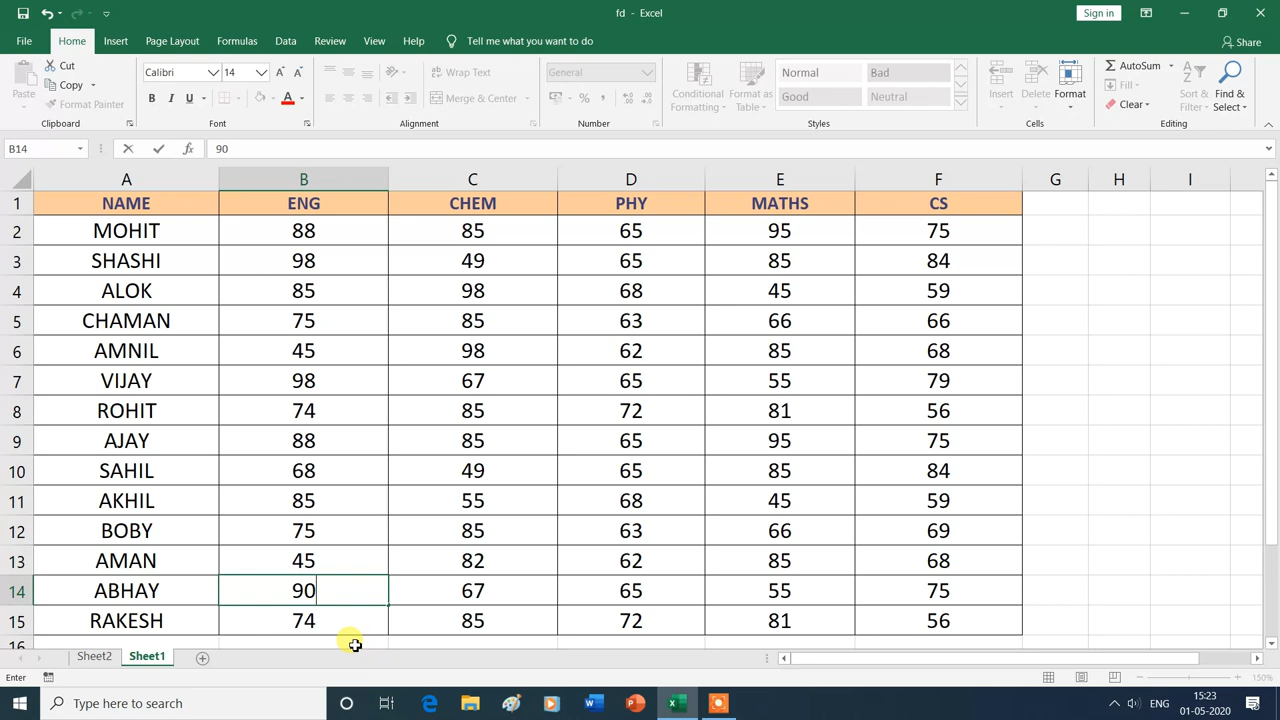 fd - Excel
Sign in
File Home Insert Page Layout Formulas Data Review View Help Tell me what you want to do Share
Paste
Cut
Copy
Format Painter
Clipboard
Calibri 14
B I U A
Font
Wrap Text
Merge & Center
Alignment
General
%
Number
Conditional Formatting
Format as Table
Normal Bad
Good Neutral
Styles
Insert Delete Format
Cells
AutoSum
Fill
Clear
Sort & Filter
Find & Select
Editing
B14 fx 90
A B C D E F G H I
1 NAME ENG CHEM PHY MATHS CS
2 MOHIT 88 85 65 95 75
3 SHASHI 98 49 65 85 84
4 ALOK 85 98 68 45 59
5 CHAMAN 75 85 63 66 66
6 AMNIL 45 98 62 85 68
7 VIJAY 98 67 65 55 79
8 ROHIT 74 85 72 81 56
9 AJAY 88 85 65 95 75
10 SAHIL 68 49 65 85 84
11 AKHIL 85 55 68 45 59
12 BOBY 75 85 63 66 69
13 AMAN 45 82 62 85 68
14 ABHAY 90 67 65 55 75
15 RAKESH 74 85 72 81 56
16
Sheet2 Sheet1
Enter 150%
Type here to search
ENG
15:23
01-05-2020